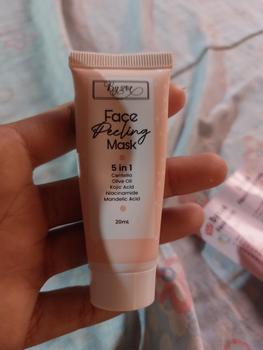 Face
Peeling
Mask
5 in 1
Centella
Olive Oil
Kojic Acid
Niacinamide
Mandelic Acid
20mL